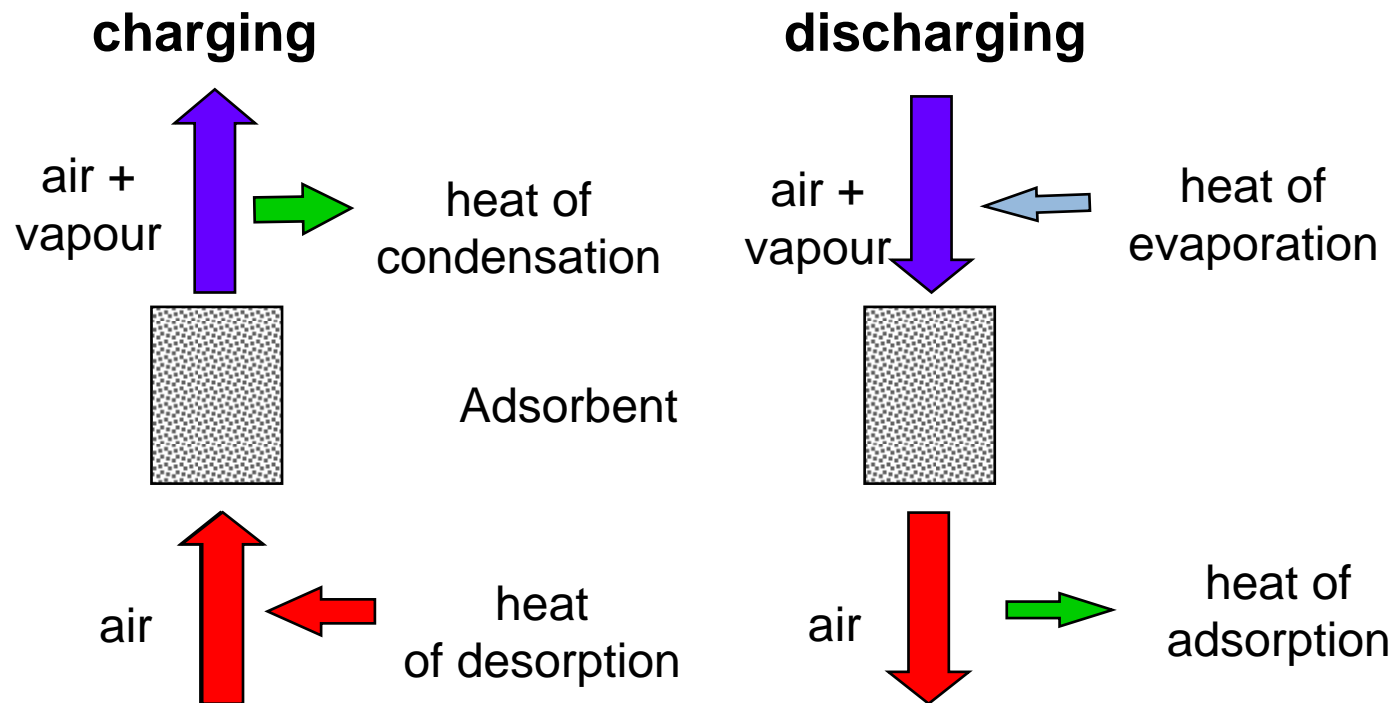 charging
air +
vapour
heat of
condensation
heat
of desorption
air
Adsorbent
discharging
air +
vapour
heat of
evaporation
air
heat of
adsorption